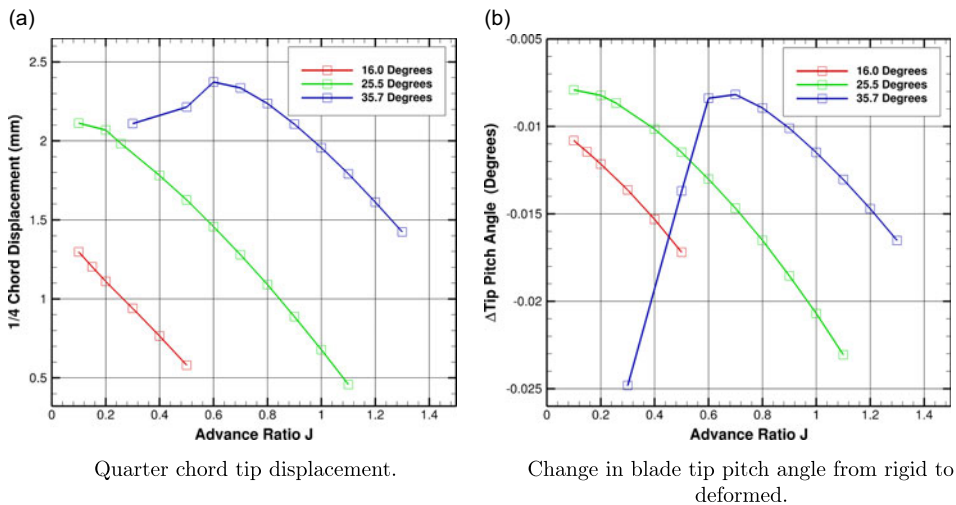 (a)
2.5
2
1.5
1
0.5
0
0.2
0.4
0.6
0.8
1
1.2
1.4
1/4 Chord Displacement (mm)
Advance Ratio J
16.0 Degrees
25.5 Degrees
35.7 Degrees
Quarter chord tip displacement.
(b)
-0.005
-0.01
-0.015
-0.02
-0.025
0
0.2
0.4
0.6
0.8
1
1.2
1.4
ΔTip Pitch Angle (Degrees)
Advance Ratio J
16.0 Degrees
25.5 Degrees
35.7 Degrees
Change in blade tip pitch angle from rigid to
deformed.